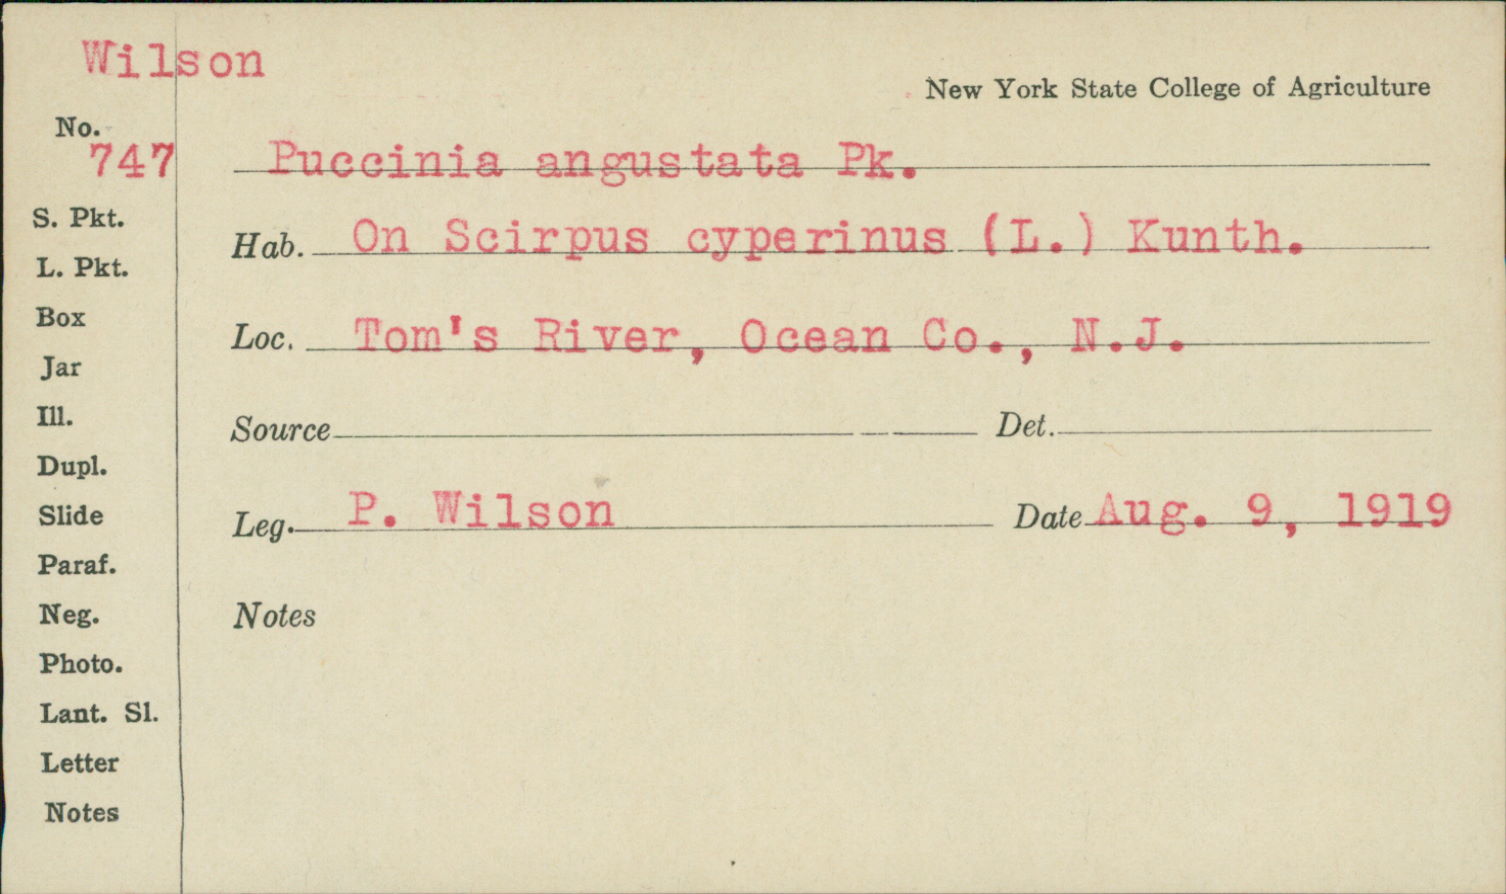 Wilson
New York State College of Agriculture
No.
747
Puccinia angustata Pk.
S. Pkt.
Hab. On Scirpus cyperinus (L.) Kunth.
L. Pkt.
Box
Loc. Tom's River, Ocean Co., N.J.
Jar
Ill.
Source Det.
Dupl.
Slide
Leg. P. Wilson Date Aug. 9, 1919
Paraf.
Neg.
Notes
Photo.
Lant. Sl.
Letter
Notes